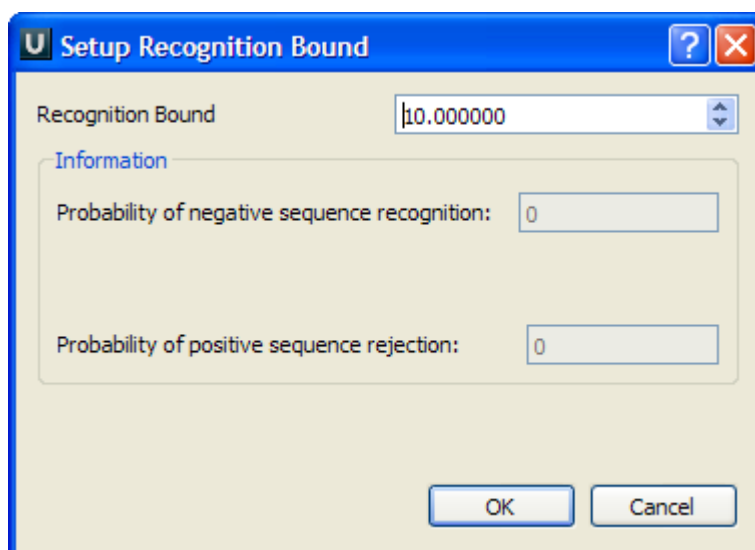 U Setup Recognition Bound ?
Recognition Bound 10.000000
Information
Probability of negative sequence recognition: 0
Probability of positive sequence rejection: 0
OK Cancel